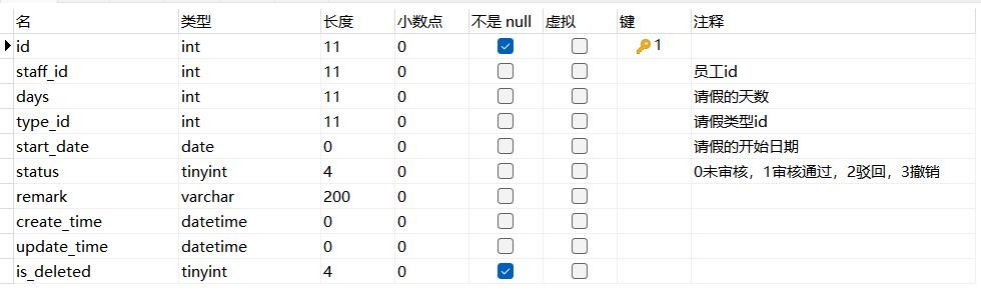 名 类型 长度 小数点 不是 null 虚拟 键 注释
id int 11 0 1
staff_id int 11 0 员工id
days int 11 0 请假的天数
type_id int 11 0 请假类型id
start_date date 0 0 请假的开始日期
status tinyint 4 0 0未审核，1审核通过，2驳回，3撤销
remark varchar 200 0
create_time datetime 0 0
update_time datetime 0 0
is_deleted tinyint 4 0